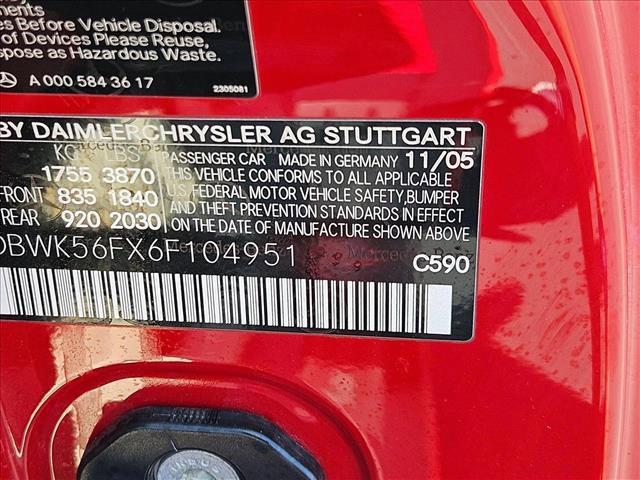 ments
es Before Vehicle Disposal.
of Devices Please Reuse,
spose as Hazardous Waste.
A 000 584 36 17
2305081
BY DAIMLERCHRYSLER AG STUTTGART
KG LBS PASSENGER CAR MADE IN GERMANY 11/05
1755 3870 THIS VEHICLE CONFORMS TO ALL APPLICABLE
FRONT 835 1840 U.S. FEDERAL MOTOR VEHICLE SAFETY, BUMPER
REAR 920 2030 AND THEFT PREVENTION STANDARDS IN EFFECT
ON THE DATE OF MANUFACTURE SHOWN ABOVE
DBWK56FX6F104951
C590